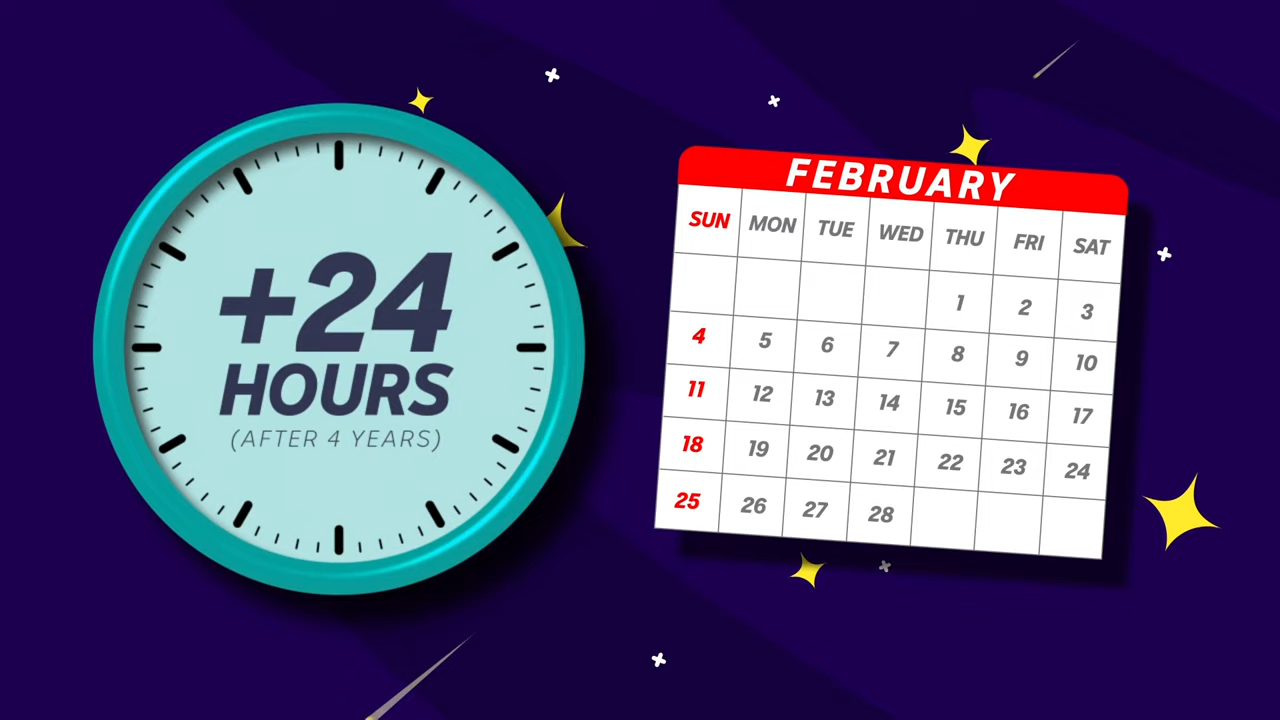 +24
HOURS
(AFTER 4 YEARS)
FEBRUARY
SUN MON TUE WED THU FRI SAT
1 2 3
4 5 6 7 8 9 10
11 12 13 14 15 16 17
18 19 20 21 22 23 24
25 26 27 28